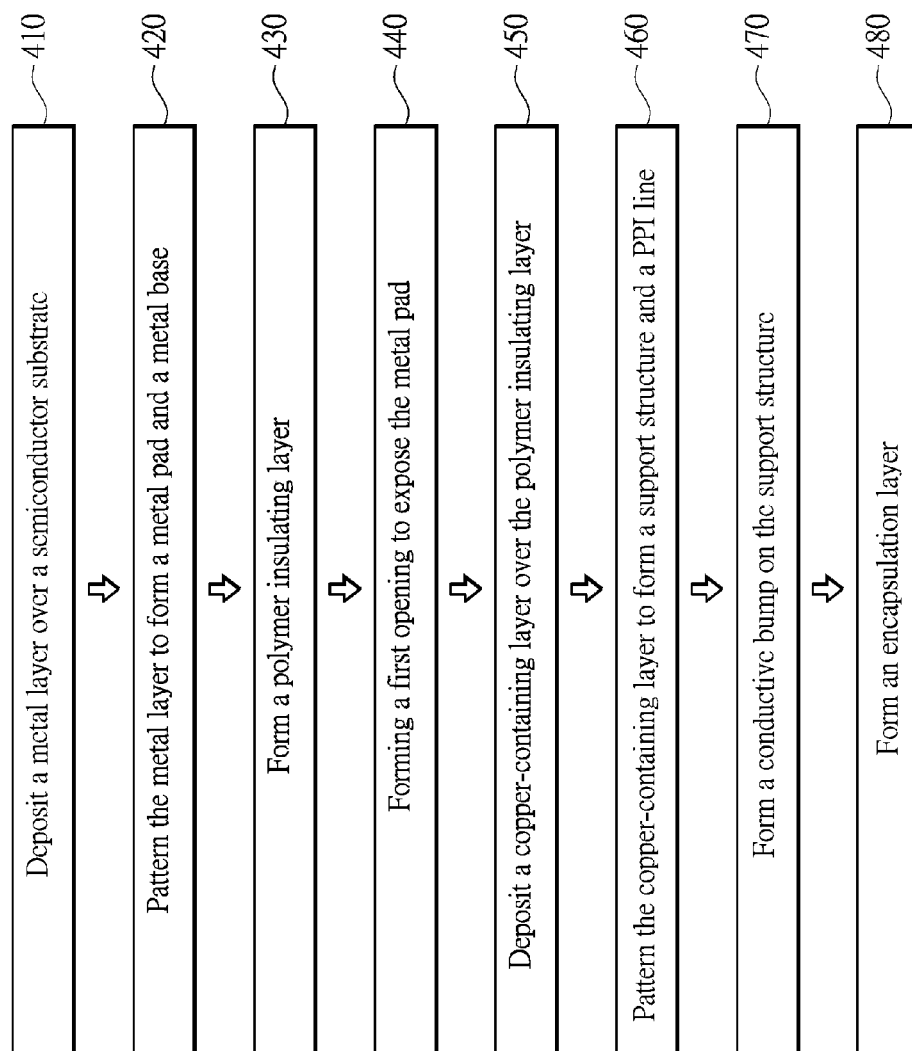 Deposit a metal layer over a semiconductor substrate
410
Pattern the metal layer to form a metal pad and a metal base
420
Form a polymer insulating layer
430
Forming a first opening to expose the metal pad
440
Deposit a copper-containing layer over the polymer insulating layer
450
Pattern the copper-containing layer to form a support structure and a PPI line
460
Form a conductive bump on the support structure
470
Form an encapsulation layer
480